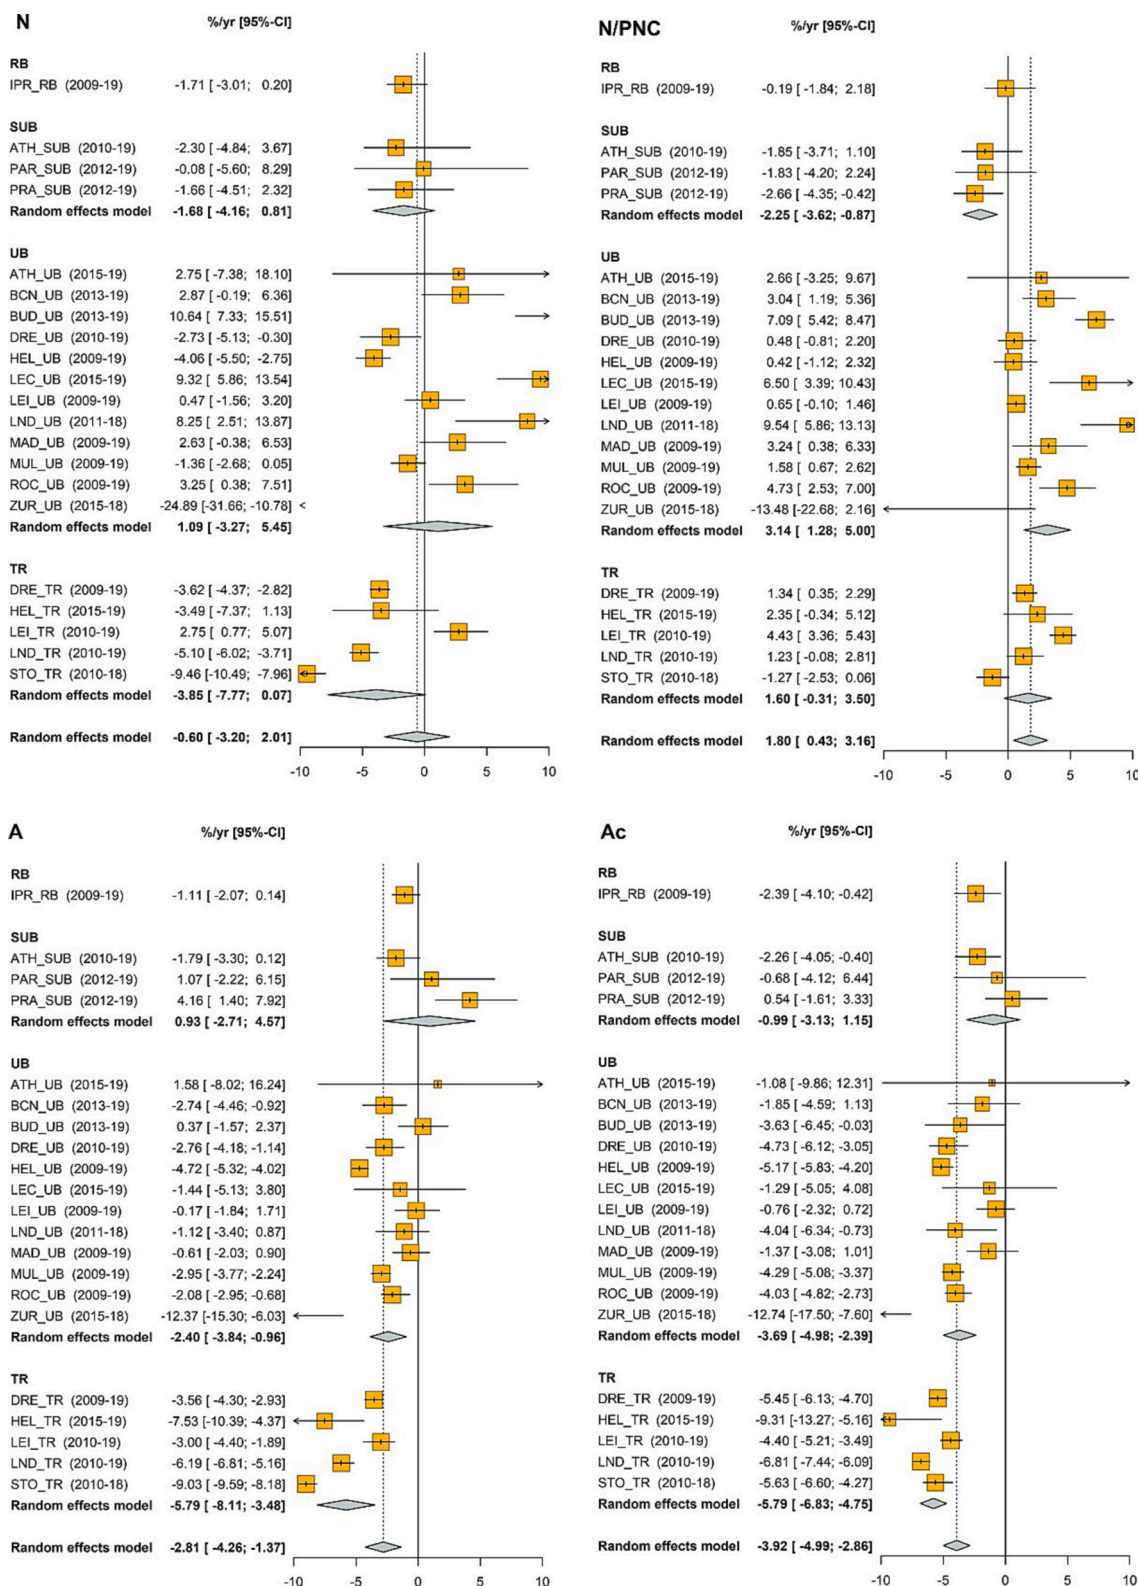 N
%/yr [95%-CI]
RB
IPR_RB (2009-19) -1.71 [ -3.01; 0.20]
SUB
ATH_SUB (2010-19) -2.30 [ -4.84; 3.67]
PAR_SUB (2012-19) -0.08 [ -5.60; 8.29]
PRA_SUB (2012-19) -1.66 [ -4.51; 2.32]
Random effects model -1.68 [ -4.16; 0.81]
UB
ATH_UB (2015-19) 2.75 [ -7.38; 18.10]
BCN_UB (2013-19) 2.87 [ -0.19; 6.36]
BUD_UB (2013-19) 10.64 [ 7.33; 15.51]
DRE_UB (2010-19) -2.73 [ -5.13; -0.30]
HEL_UB (2009-19) -4.06 [ -5.50; -2.75]
LEC_UB (2015-19) 9.32 [ 5.86; 13.54]
LEI_UB (2009-19) 0.47 [ -1.56; 3.20]
LND_UB (2011-18) 8.25 [ 2.51; 13.87]
MAD_UB (2009-19) 2.63 [ -0.38; 6.53]
MUL_UB (2009-19) -1.36 [ -2.68; 0.05]
ROC_UB (2009-19) 3.25 [ 0.38; 7.51]
ZUR_UB (2015-18) -24.89 [-31.66; -10.78]
Random effects model 1.09 [ -3.27; 5.45]
TR
DRE_TR (2009-19) -3.62 [ -4.37; -2.82]
HEL_TR (2015-19) -3.49 [ -7.37; 1.13]
LEI_TR (2010-19) 2.75 [ 0.77; 5.07]
LND_TR (2010-19) -5.10 [ -6.02; -3.71]
STO_TR (2010-18) -9.46 [-10.49; -7.96]
Random effects model -3.85 [ -7.77; 0.07]
Random effects model -0.60 [ -3.20; 2.01]
-10 -5 0 5 10
N/PNC
%/yr [95%-CI]
RB
IPR_RB (2009-19) -0.19 [ -1.84; 2.18]
SUB
ATH_SUB (2010-19) -1.85 [ -3.71; 1.10]
PAR_SUB (2012-19) -1.83 [ -4.20; 2.24]
PRA_SUB (2012-19) -2.66 [ -4.35; -0.42]
Random effects model -2.25 [ -3.62; -0.87]
UB
ATH_UB (2015-19) 2.66 [ -3.25; 9.67]
BCN_UB (2013-19) 3.04 [ 1.19; 5.36]
BUD_UB (2013-19) 7.09 [ 5.42; 8.47]
DRE_UB (2010-19) 0.48 [ -0.81; 2.20]
HEL_UB (2009-19) 0.42 [ -1.12; 2.32]
LEC_UB (2015-19) 6.50 [ 3.39; 10.43]
LEI_UB (2009-19) 0.65 [ -0.10; 1.46]
LND_UB (2011-18) 9.54 [ 5.86; 13.13]
MAD_UB (2009-19) 3.24 [ 0.38; 6.33]
MUL_UB (2009-19) 1.58 [ 0.67; 2.62]
ROC_UB (2009-19) 4.73 [ 2.53; 7.00]
ZUR_UB (2015-18) -13.48 [-22.68; 2.16]
Random effects model 3.14 [ 1.28; 5.00]
TR
DRE_TR (2009-19) 1.34 [ 0.35; 2.29]
HEL_TR (2015-19) 2.35 [ -0.34; 5.12]
LEI_TR (2010-19) 4.43 [ 3.36; 5.43]
LND_TR (2010-19) 1.23 [ -0.08; 2.81]
STO_TR (2010-18) -1.27 [ -2.53; 0.06]
Random effects model 1.60 [ -0.31; 3.50]
Random effects model 1.80 [ 0.43; 3.16]
-10 -5 0 5 10
A
%/yr [95%-CI]
RB
IPR_RB (2009-19) -1.11 [ -2.07; 0.14]
SUB
ATH_SUB (2010-19) -1.79 [ -3.30; 0.12]
PAR_SUB (2012-19) 1.07 [ -2.22; 6.15]
PRA_SUB (2012-19) 4.16 [ 1.40; 7.92]
Random effects model 0.93 [ -2.71; 4.57]
UB
ATH_UB (2015-19) 1.58 [ -8.02; 16.24]
BCN_UB (2013-19) -2.74 [ -4.46; -0.92]
BUD_UB (2013-19) 0.37 [ -1.57; 2.37]
DRE_UB (2010-19) -2.76 [ -4.18; -1.14]
HEL_UB (2009-19) -4.72 [ -5.32; -4.02]
LEC_UB (2015-19) -1.44 [ -5.13; 3.80]
LEI_UB (2009-19) -0.17 [ -1.84; 1.71]
LND_UB (2011-18) -1.12 [ -3.40; 0.87]
MAD_UB (2009-19) -0.61 [ -2.03; 0.90]
MUL_UB (2009-19) -2.95 [ -3.77; -2.24]
ROC_UB (2009-19) -2.08 [ -2.95; -0.68]
ZUR_UB (2015-18) -12.37 [-15.30; -6.03]
Random effects model -2.40 [ -3.84; -0.96]
TR
DRE_TR (2009-19) -3.56 [ -4.30; -2.93]
HEL_TR (2015-19) -7.53 [-10.39; -4.37]
LEI_TR (2010-19) -3.00 [ -4.40; -1.89]
LND_TR (2010-19) -6.19 [ -6.81; -5.16]
STO_TR (2010-18) -9.03 [ -9.59; -8.18]
Random effects model -5.79 [ -8.11; -3.48]
Random effects model -2.81 [ -4.26; -1.37]
-10 -5 0 5 10
Ac
%/yr [95%-CI]
RB
IPR_RB (2009-19) -2.39 [ -4.10; -0.42]
SUB
ATH_SUB (2010-19) -2.26 [ -4.05; -0.40]
PAR_SUB (2012-19) -0.68 [ -4.12; 6.44]
PRA_SUB (2012-19) 0.54 [ -1.61; 3.33]
Random effects model -0.99 [ -3.13; 1.15]
UB
ATH_UB (2015-19) -1.08 [ -9.86; 12.31]
BCN_UB (2013-19) -1.85 [ -4.59; 1.13]
BUD_UB (2013-19) -3.63 [ -6.45; -0.03]
DRE_UB (2010-19) -4.73 [ -6.12; -3.05]
HEL_UB (2009-19) -5.17 [ -5.83; -4.20]
LEC_UB (2015-19) -1.29 [ -5.05; 4.08]
LEI_UB (2009-19) -0.76 [ -2.32; 0.72]
LND_UB (2011-18) -4.04 [ -6.34; -0.73]
MAD_UB (2009-19) -1.37 [ -3.08; 1.01]
MUL_UB (2009-19) -4.29 [ -5.08; -3.37]
ROC_UB (2009-19) -4.03 [ -4.82; -2.73]
ZUR_UB (2015-18) -12.74 [-17.50; -7.60]
Random effects model -3.69 [ -4.98; -2.39]
TR
DRE_TR (2009-19) -5.45 [ -6.13; -4.70]
HEL_TR (2015-19) -9.31 [-13.27; -5.16]
LEI_TR (2010-19) -4.40 [ -5.21; -3.49]
LND_TR (2010-19) -6.81 [ -7.44; -6.09]
STO_TR (2010-18) -5.63 [ -6.60; -4.27]
Random effects model -5.79 [ -6.83; -4.75]
Random effects model -3.92 [ -4.99; -2.86]
-10 -5 0 5 10